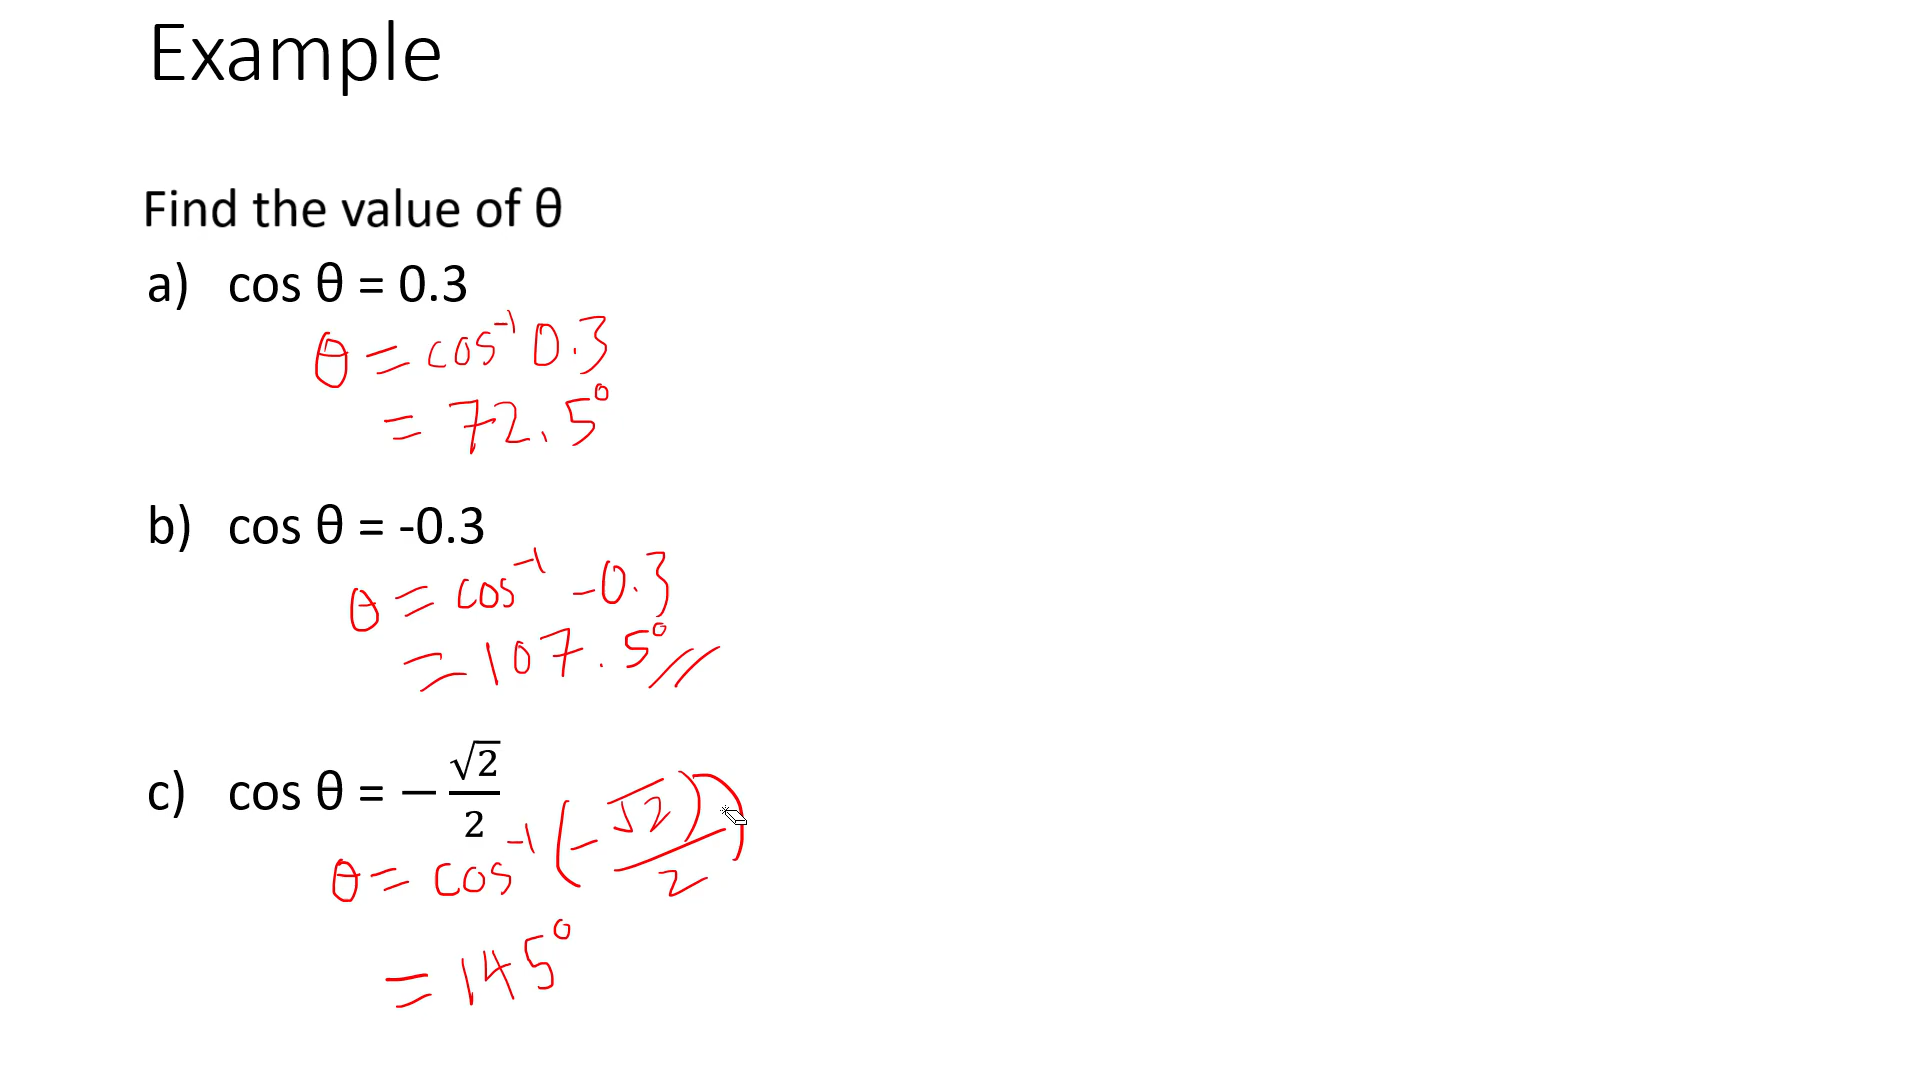 Example
Find the value of θ
a) cos θ = 0.3
θ = cos⁻¹ 0.3
= 72.5°
b) cos θ = -0.3
θ = cos⁻¹ -0.3
= 107.5° //
c) cos θ = −√2/2
θ = cos⁻¹ (-√2)/2)
= 145°